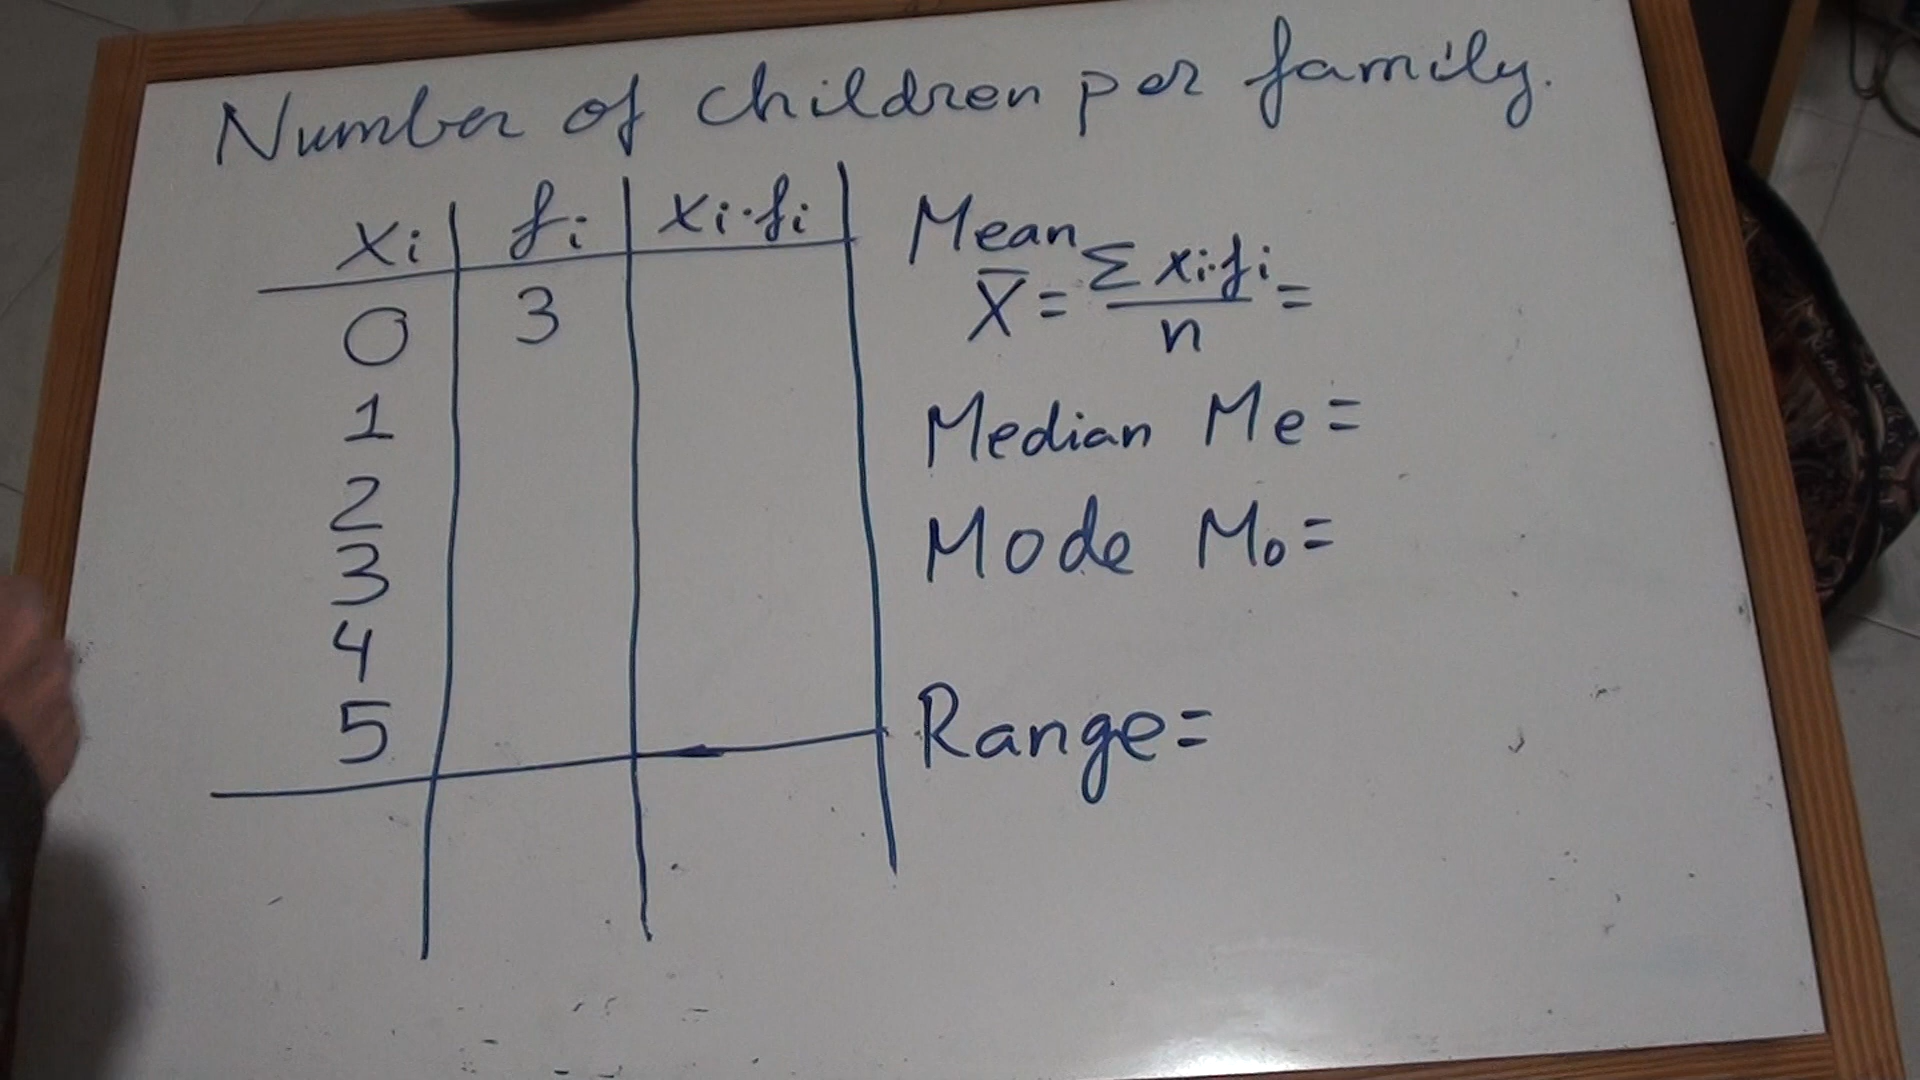 Number of children per family.
xi fi xi·fi
0 3
1
2
3
4
5
Mean
x̄ = Σ xi·fi / n =
Median Me =
Mode Mo =
Range =